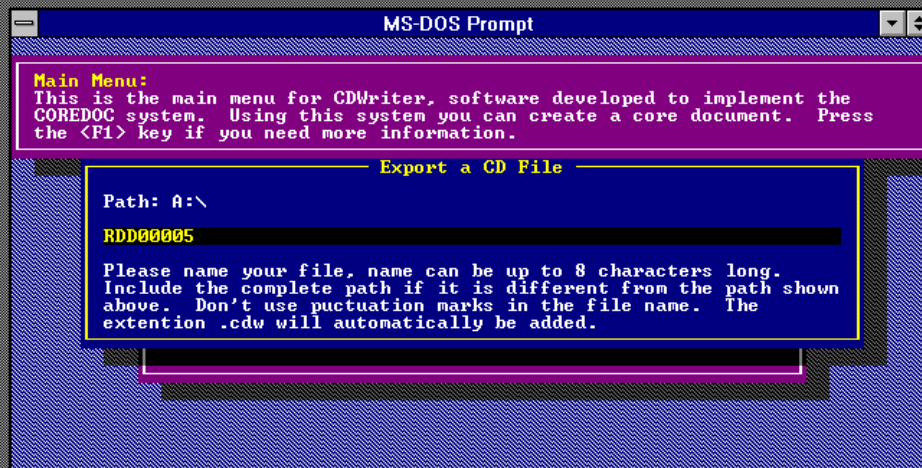 MS-DOS Prompt
Main Menu:
This is the main menu for CDWriter, software developed to implement the
COREDOC system.  Using this system you can create a core document.  Press
the <F1> key if you need more information.
Export a CD File
Path: A:\
RDD00005
Please name your file, name can be up to 8 characters long.
Include the complete path if it is different from the path shown
above.  Don't use puctuation marks in the file name.  The
extention .cdw will automatically be added.